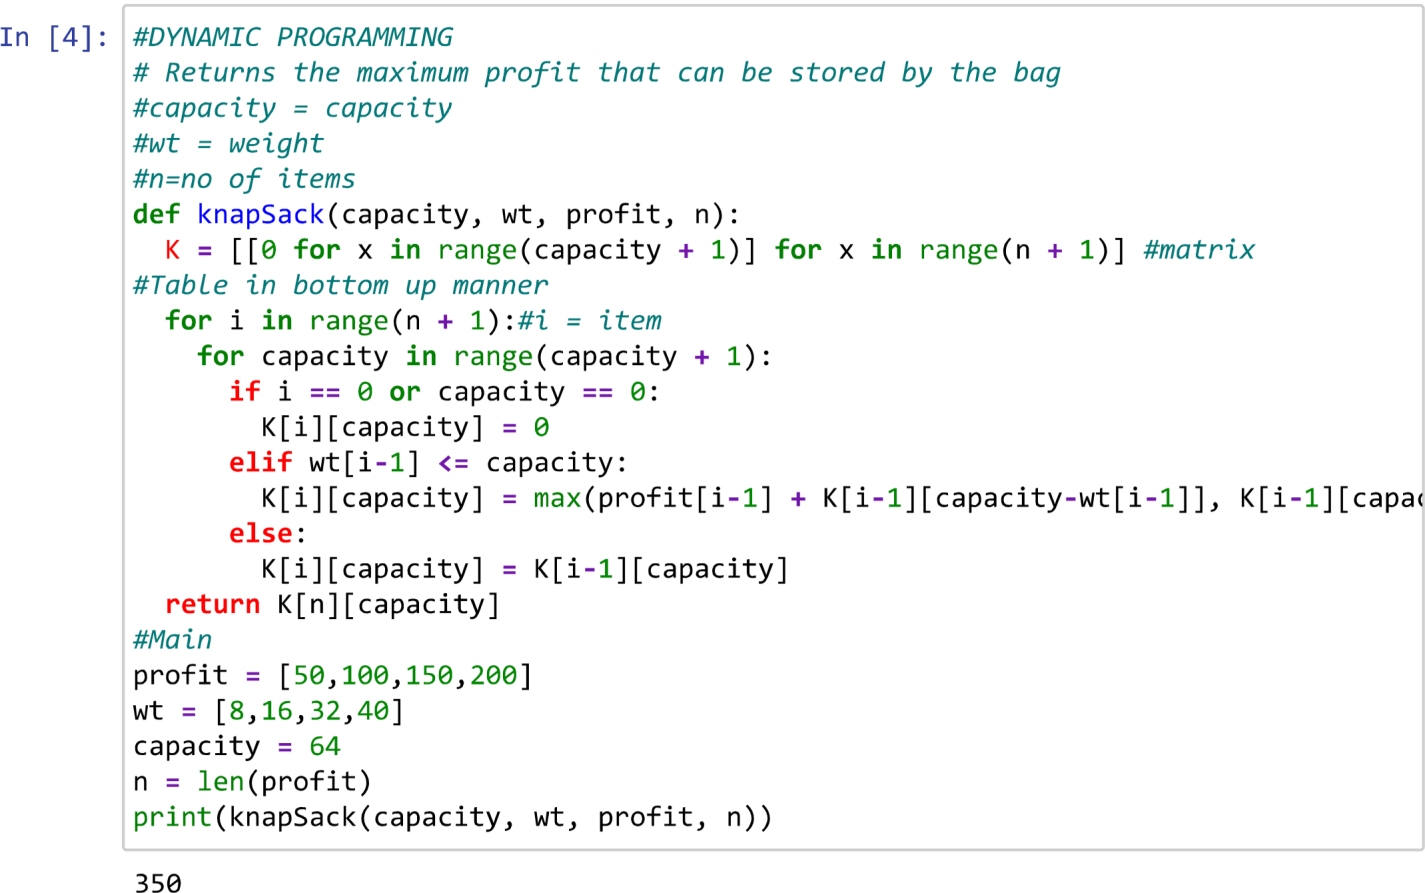 In [4]:
#DYNAMIC PROGRAMMING
# Returns the maximum profit that can be stored by the bag
#capacity = capacity
#wt = weight
#n=no of items
def knapSack(capacity, wt, profit, n):
  K = [[0 for x in range(capacity + 1)] for x in range(n + 1)] #matrix
#Table in bottom up manner
  for i in range(n + 1):#i = item
    for capacity in range(capacity + 1):
      if i == 0 or capacity == 0:
        K[i][capacity] = 0
      elif wt[i-1] <= capacity:
        K[i][capacity] = max(profit[i-1] + K[i-1][capacity-wt[i-1]], K[i-1][capac
      else:
        K[i][capacity] = K[i-1][capacity]
  return K[n][capacity]
#Main
profit = [50,100,150,200]
wt = [8,16,32,40]
capacity = 64
n = len(profit)
print(knapSack(capacity, wt, profit, n))
350